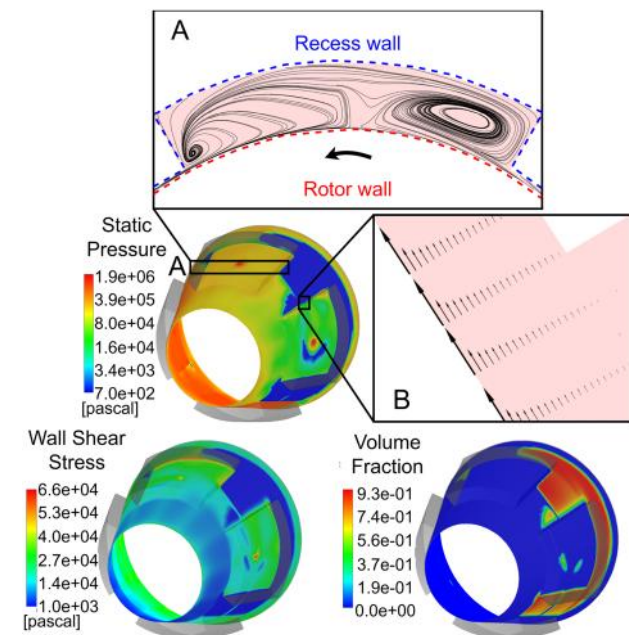 A
Recess wall
Rotor wall
Static
Pressure
1.9e+06
3.9e+05
8.0e+04
1.6e+04
3.4e+03
7.0e+02
[pascal]
A
B
Wall Shear
Stress
6.6e+04
5.3e+04
4.0e+04
2.7e+04
1.4e+04
1.0e+03
[pascal]
Volume
Fraction
9.3e-01
7.4e-01
5.6e-01
3.7e-01
1.9e-01
0.0e+00